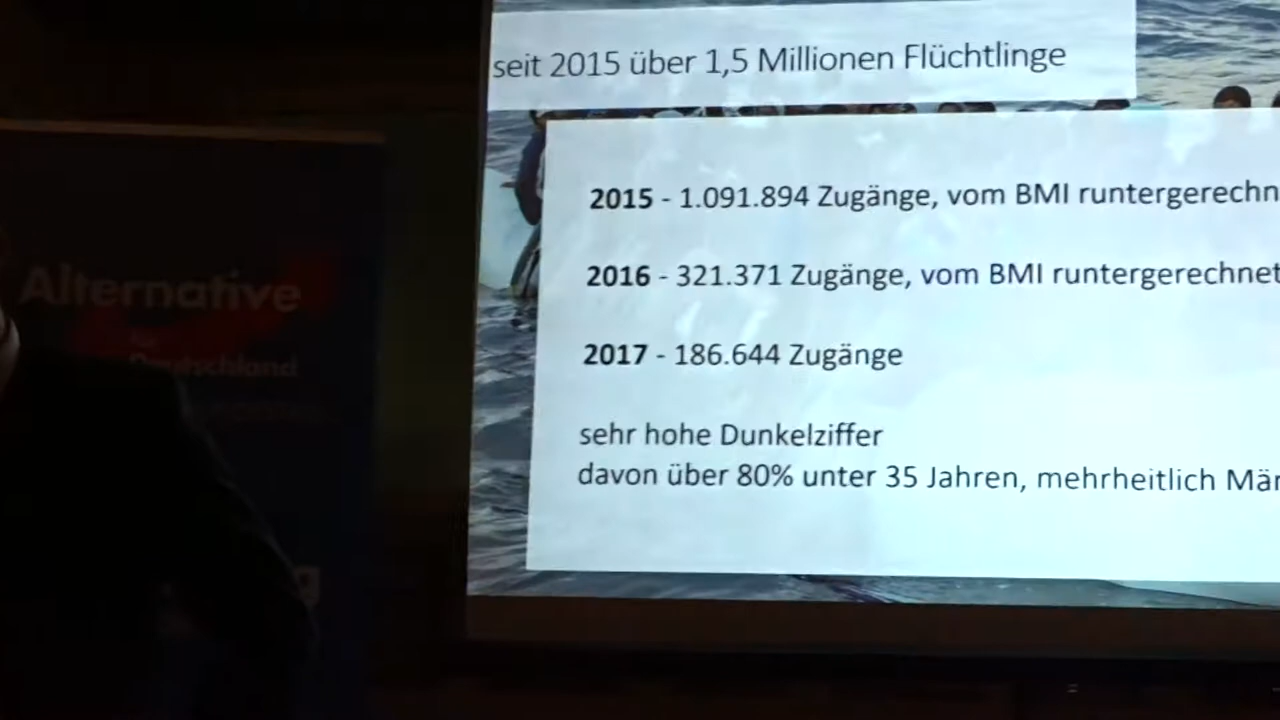 seit 2015 über 1,5 Millionen Flüchtlinge
2015 - 1.091.894 Zugänge, vom BMI runtergerechn
2016 - 321.371 Zugänge, vom BMI runtergerechnet
2017 - 186.644 Zugänge
sehr hohe Dunkelziffer
davon über 80% unter 35 Jahren, mehrheitlich Män
Alternative
Deutschland